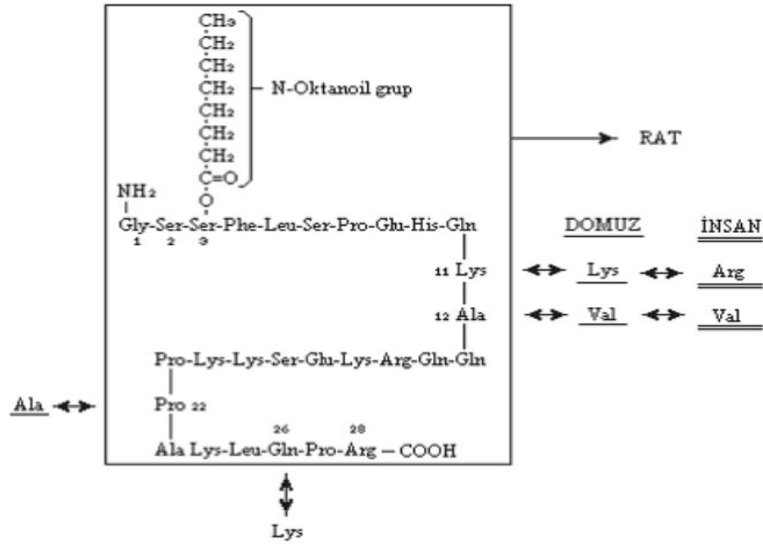 CH3
CH2
CH2
CH2 N-Oktanoil grup
CH2
CH2
CH2 RAT
C=O
NH2 O
Gly-Ser-Ser-Phe-Leu-Ser-Pro-Glu-His-Gln DOMUZ İNSAN
1 2 3
11 Lys Lys Arg
12 Ala Val Val
Pro-Lys-Lys-Ser-Glu-Lys-Arg-Gln-Gln
Ala Pro 22
26 28
Ala Lys-Leu-Gln-Pro-Arg – COOH
Lys